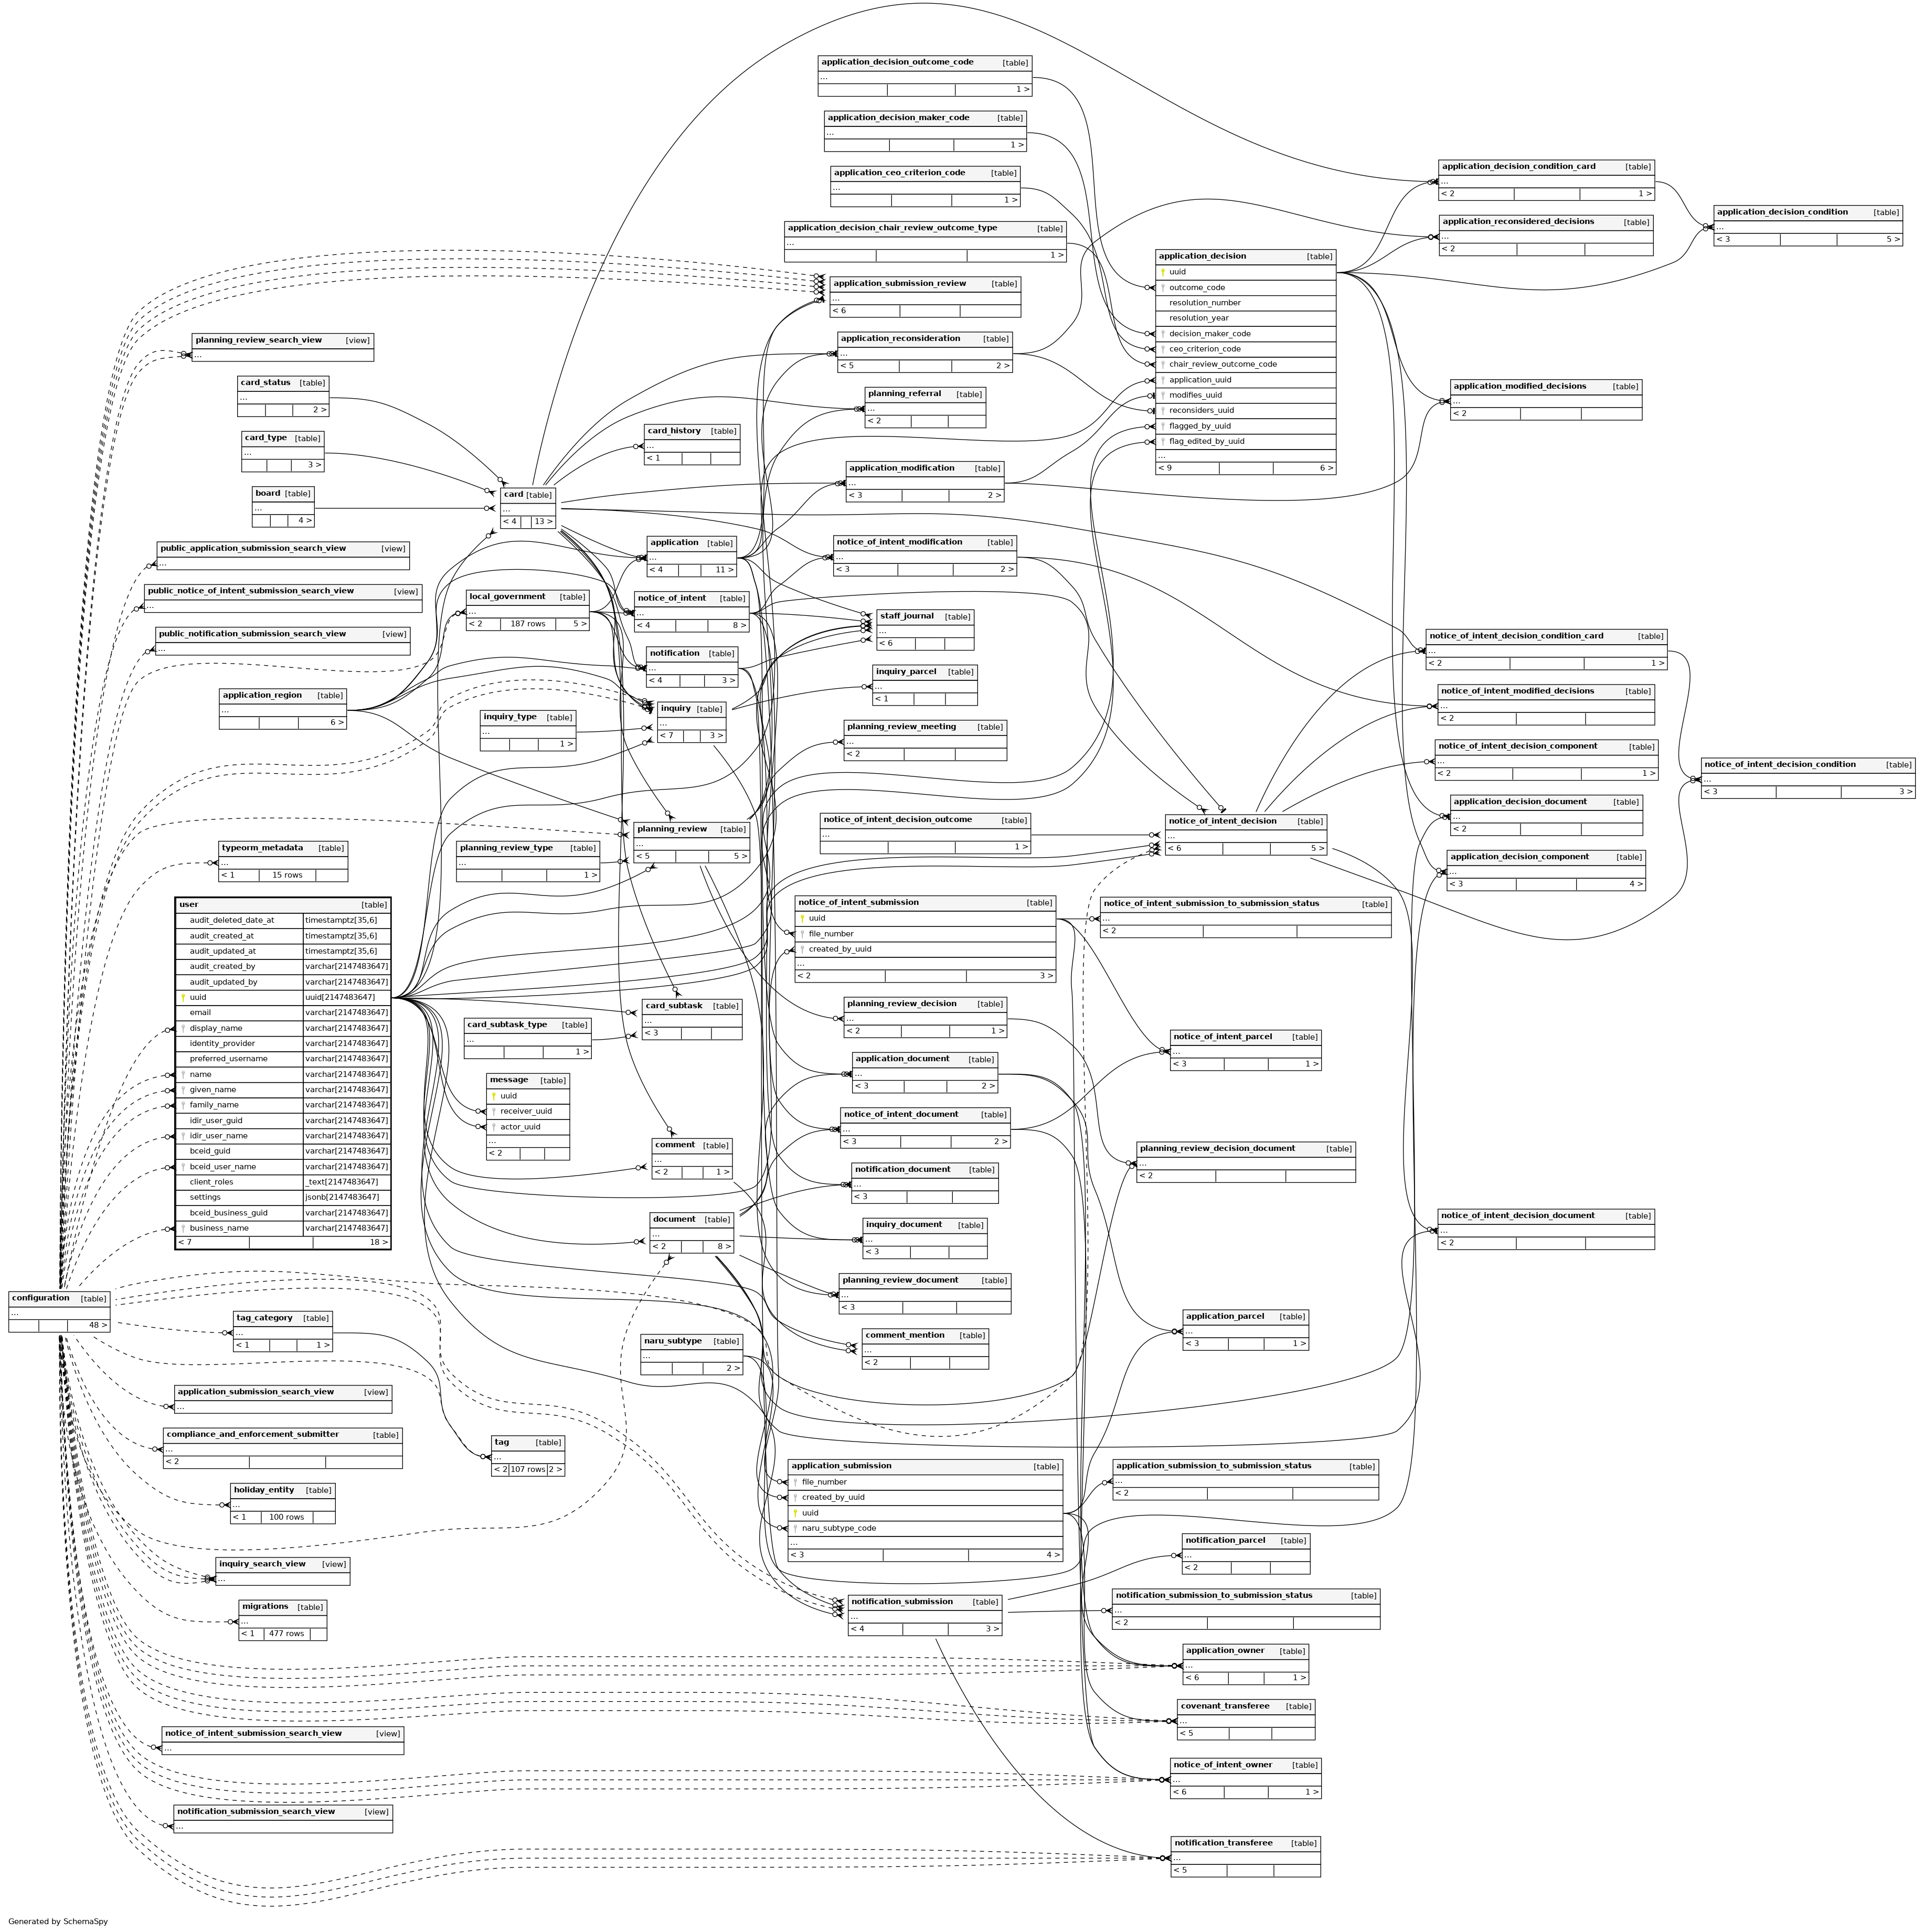 application_decision_outcome_code [table]
...
1 >
application_decision_maker_code [table]
...
1 >
application_ceo_criterion_code [table]
...
1 >
application_decision_chair_review_outcome_type [table]
...
1 >
application_submission_review [table]
...
< 6
application_reconsideration [table]
...
< 5 2 >
planning_referral [table]
...
< 2
card_history [table]
...
< 1
application_modification [table]
...
< 3 2 >
application_decision [table]
uuid
outcome_code
resolution_number
resolution_year
decision_maker_code
ceo_criterion_code
chair_review_outcome_code
application_uuid
modifies_uuid
reconsiders_uuid
flagged_by_uuid
flag_edited_by_uuid
...
< 9 6 >
application_decision_condition_card [table]
...
< 2 1 >
application_reconsidered_decisions [table]
...
< 2
application_decision_condition [table]
...
< 3 5 >
application_modified_decisions [table]
...
< 2
planning_review_search_view [view]
...
card_status [table]
...
2 >
card_type [table]
...
3 >
board [table]
...
4 >
card [table]
...
< 4 13 >
public_application_submission_search_view [view]
...
public_notice_of_intent_submission_search_view [view]
...
public_notification_submission_search_view [view]
...
application [table]
...
< 4 11 >
local_government [table]
...
< 2 187 rows 5 >
notice_of_intent [table]
...
< 4 8 >
notification [table]
...
< 4 3 >
notice_of_intent_modification [table]
...
< 3 2 >
staff_journal [table]
...
< 6
inquiry_parcel [table]
...
< 1
application_region [table]
...
6 >
inquiry_type [table]
...
1 >
inquiry [table]
...
< 7 3 >
planning_review_meeting [table]
...
< 2
notice_of_intent_decision_condition_card [table]
...
< 2 1 >
notice_of_intent_modified_decisions [table]
...
< 2
notice_of_intent_decision_component [table]
...
< 2 1 >
notice_of_intent_decision_condition [table]
...
< 3 3 >
application_decision_document [table]
...
< 2
application_decision_component [table]
...
< 3 4 >
notice_of_intent_decision_outcome [table]
...
1 >
notice_of_intent_decision [table]
...
< 6 5 >
planning_review [table]
...
< 5 5 >
planning_review_type [table]
...
1 >
typeorm_metadata [table]
...
< 1 15 rows
user [table]
audit_deleted_date_at timestamptz[35,6]
audit_created_at timestamptz[35,6]
audit_updated_at timestamptz[35,6]
audit_created_by varchar[2147483647]
audit_updated_by varchar[2147483647]
uuid uuid[2147483647]
email varchar[2147483647]
display_name varchar[2147483647]
identity_provider varchar[2147483647]
preferred_username varchar[2147483647]
name varchar[2147483647]
given_name varchar[2147483647]
family_name varchar[2147483647]
idir_user_guid varchar[2147483647]
idir_user_name varchar[2147483647]
bceid_guid varchar[2147483647]
bceid_user_name varchar[2147483647]
client_roles _text[2147483647]
settings jsonb[2147483647]
bceid_business_guid varchar[2147483647]
business_name varchar[2147483647]
< 7 18 >
notice_of_intent_submission [table]
uuid
file_number
created_by_uuid
...
< 2 3 >
notice_of_intent_submission_to_submission_status [table]
...
< 2
card_subtask [table]
...
< 3
card_subtask_type [table]
...
1 >
planning_review_decision [table]
...
< 2 1 >
notice_of_intent_parcel [table]
...
< 3 1 >
application_document [table]
...
< 3 2 >
message [table]
uuid
receiver_uuid
actor_uuid
...
< 2
notice_of_intent_document [table]
...
< 3 2 >
comment [table]
...
< 2 1 >
planning_review_decision_document [table]
...
< 2
notification_document [table]
...
< 3
document [table]
...
< 2 8 >
inquiry_document [table]
...
< 3
notice_of_intent_decision_document [table]
...
< 2
planning_review_document [table]
...
< 3
configuration [table]
...
48 >
tag_category [table]
...
< 1 1 >
naru_subtype [table]
...
2 >
comment_mention [table]
...
< 2
application_parcel [table]
...
< 3 1 >
application_submission_search_view [view]
...
compliance_and_enforcement_submitter [table]
...
< 2
tag [table]
...
< 2 107 rows 2 >
holiday_entity [table]
...
< 1 100 rows
application_submission [table]
file_number
created_by_uuid
uuid
naru_subtype_code
...
< 3 4 >
application_submission_to_submission_status [table]
...
< 2
inquiry_search_view [view]
...
notification_parcel [table]
...
< 2
migrations [table]
...
< 1 477 rows
notification_submission [table]
...
< 4 3 >
notification_submission_to_submission_status [table]
...
< 2
application_owner [table]
...
< 6 1 >
covenant_transferee [table]
...
< 5
notice_of_intent_submission_search_view [view]
...
notice_of_intent_owner [table]
...
< 6 1 >
notification_submission_search_view [view]
...
notification_transferee [table]
...
< 5
Generated by SchemaSpy